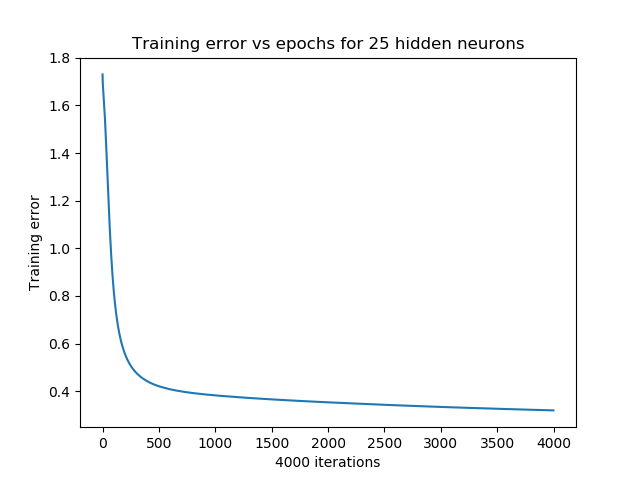 Training error vs epochs for 25 hidden neurons
1.8
1.6
1.4
1.2
1.0
0.8
0.6
0.4
Training error
0 500 1000 1500 2000 2500 3000 3500 4000
4000 iterations